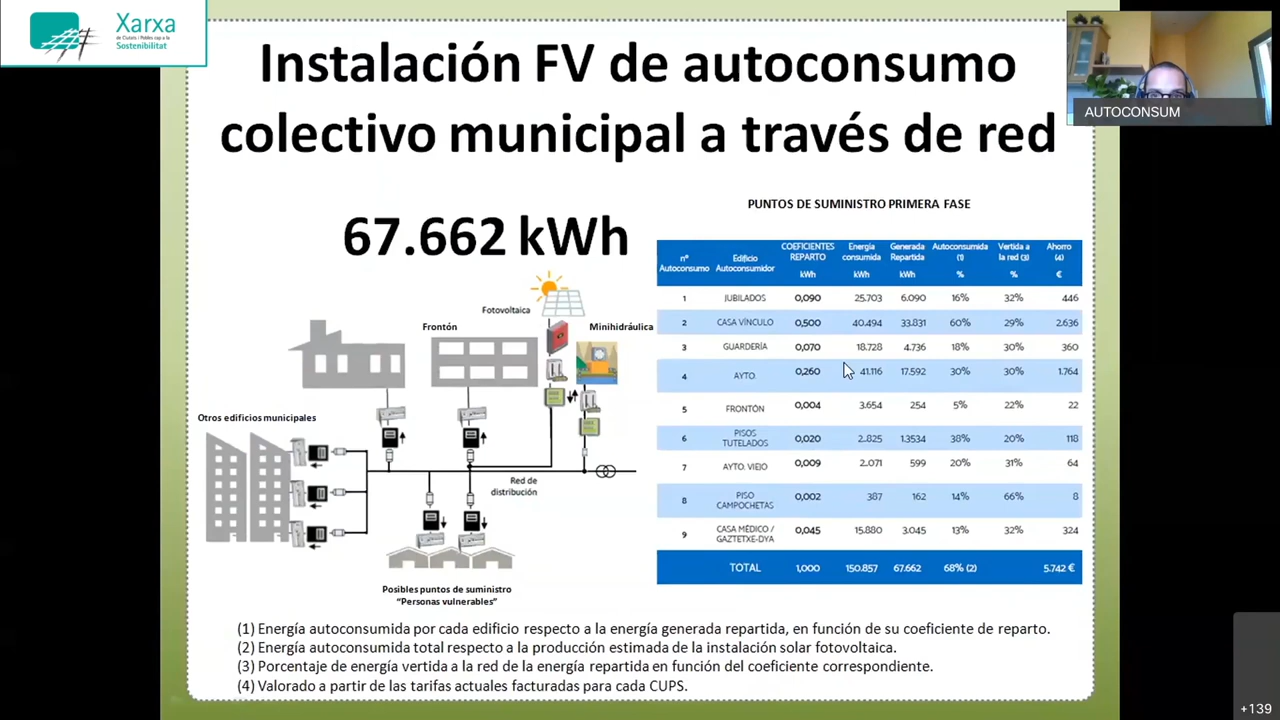 Xarxa
de Ciutats i Pobles cap a la
Sostenibilitat
AUTOCONSUM
Instalación FV de autoconsumo
colectivo municipal a través de red
67.662 kWh
Fotovoltaica
Frontón
Minihidráulica
Otros edificios municipales
Red de
distribución
Posibles puntos de suministro
“Personas vulnerables”
PUNTOS DE SUMINISTRO PRIMERA FASE
nº Autoconsumo Edificio Autoconsumidor COEFICIENTES REPARTO kWh Energía consumida kWh Generada Repartida kWh Autoconsumida (1) % Vertida a la red (3) % Ahorro (4) €
1 JUBILADOS 0,090 25.703 6.090 16% 32% 446
2 CASA VÍNCULO 0,500 40.494 33.831 60% 29% 2.636
3 GUARDERÍA 0,070 18.728 4.736 18% 30% 360
4 AYTO. 0,260 41.116 17.592 30% 30% 1.764
5 FRONTÓN 0,004 3.654 254 5% 22% 22
6 PISOS TUTELADOS 0,020 2.825 1.3534 38% 20% 118
7 AYTO. VIEJO 0,009 2.071 599 20% 31% 64
8 PISO CAMPOCHETAS 0,002 387 162 14% 66% 8
9 CASA MÉDICO / GAZTETXE-DYA 0,045 15.880 3.045 13% 32% 324
TOTAL 1,000 150.857 67.662 68% (2) 5.742 €
(1) Energía autoconsumida por cada edificio respecto a la energía generada repartida, en función de su coeficiente de reparto.
(2) Energía autoconsumida total respecto a la producción estimada de la instalación solar fotovoltaica.
(3) Porcentaje de energía vertida a la red de la energía repartida en función del coeficiente correspondiente.
(4) Valorado a partir de las tarifas actuales facturadas para cada CUPS.
+139